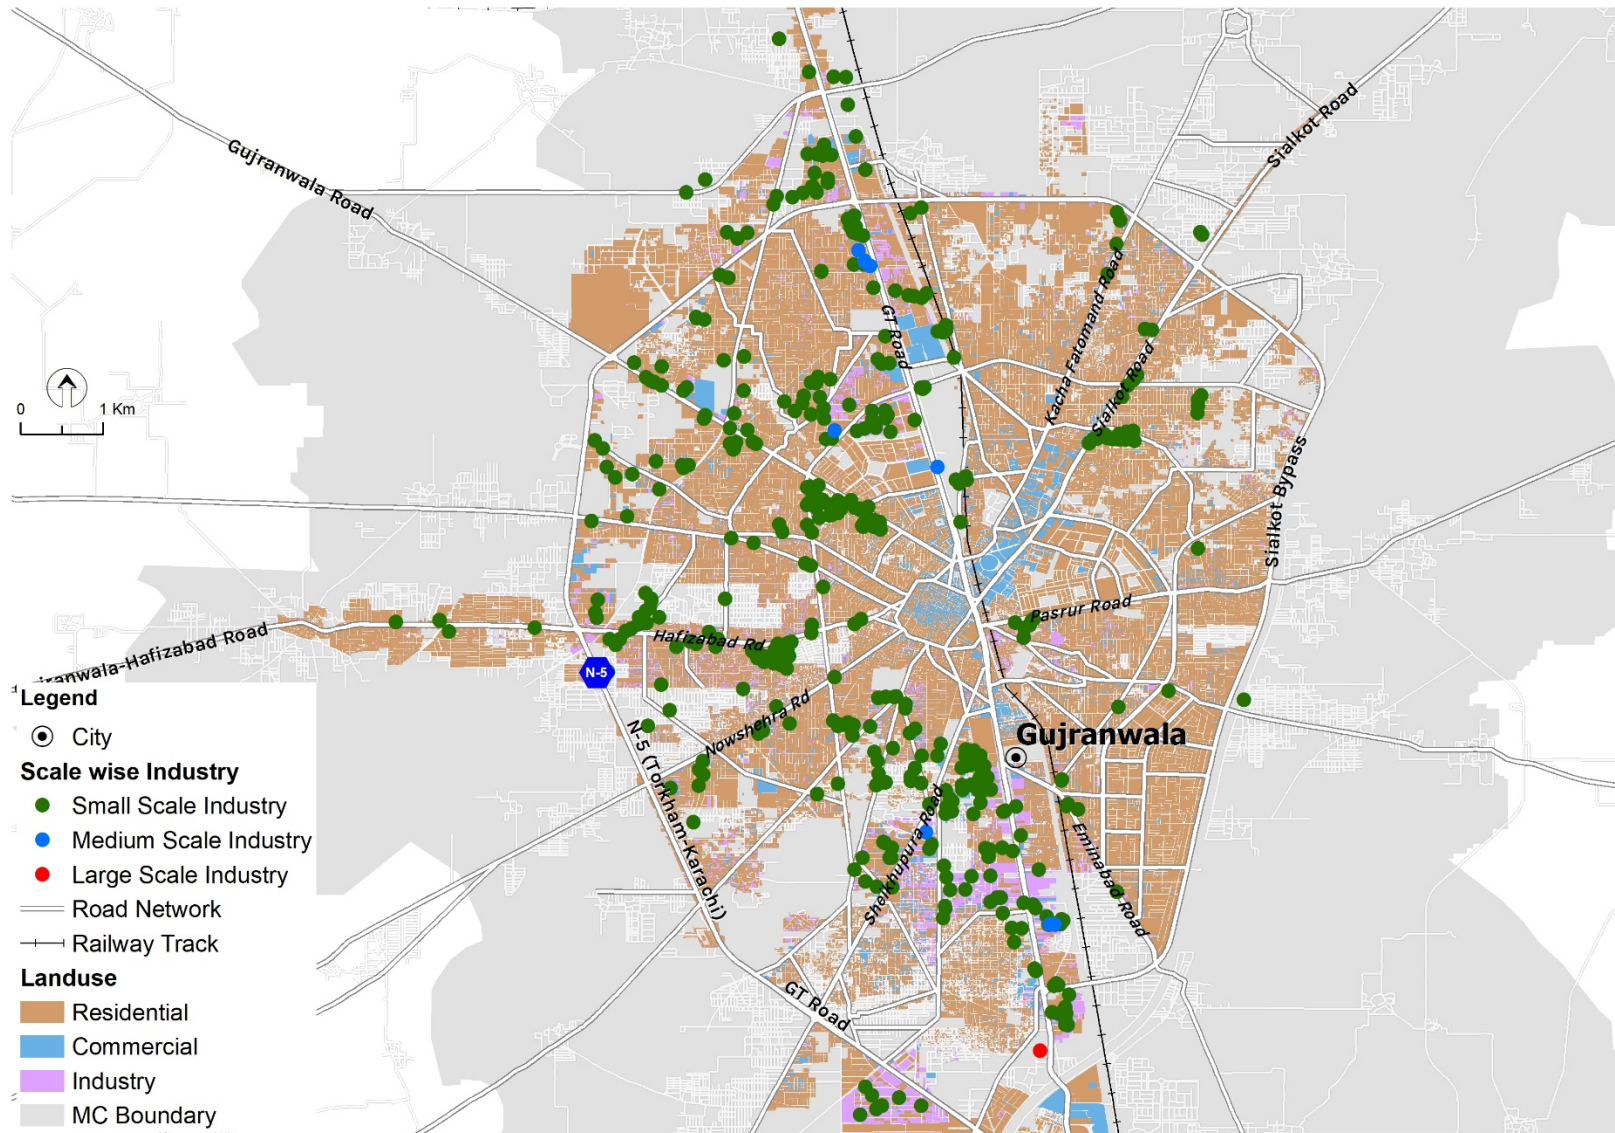 Gujranwala Road
Sialkot Road
Kacha Fatomand Road
GT Road
0 1 Km
Sialkot Road
Sialkot Bypass
Pasrur Road
Hafizabad Rd
iranwala-Hafizabad Road
N-5
Nowshehra Rd
N-5 (Torkham-Karachi)
Gujranwala
Sheikhupura Road
Eminabad Road
GT Road
Legend
City
Scale wise Industry
Small Scale Industry
Medium Scale Industry
Large Scale Industry
Road Network
Railway Track
Landuse
Residential
Commercial
Industry
MC Boundary